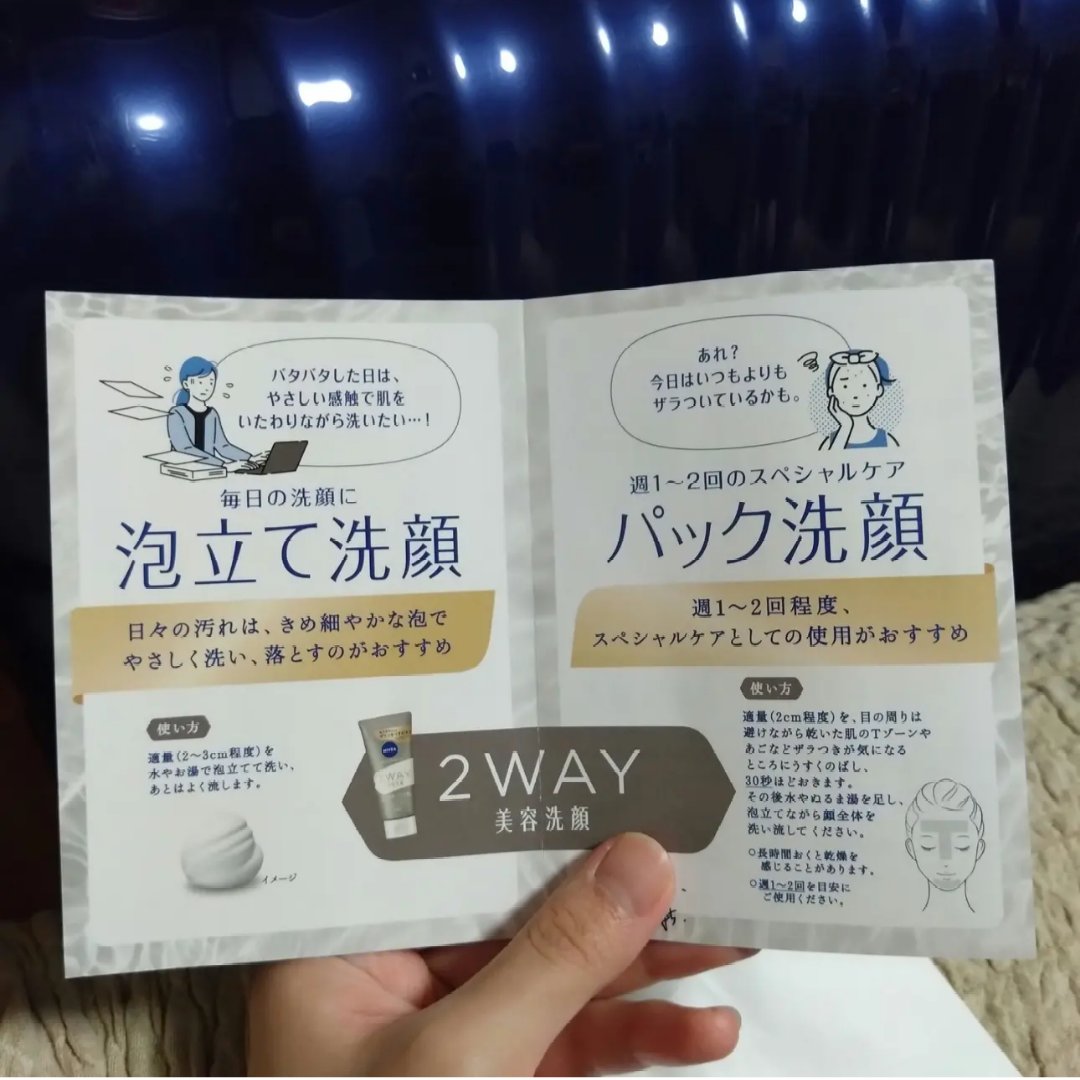 バタバタした日は、
やさしい感触で肌を
いたわりながら洗いたい…!
毎日の洗顔に
泡立て洗顔
日々の汚れは、きめ細やかな泡で
やさしく洗い、落とすのがおすすめ
使い方
適量(2〜3cm程度)を
水やお湯で泡立てて洗い、
あとはよく流します。
イメージ
NIVEA
2WAY
美容洗顔
あれ?
今日はいつもよりも
ザラついているかも。
週1〜2回のスペシャルケア
パック洗顔
週1〜2回程度、
スペシャルケアとしての使用がおすすめ
使い方
適量(2cm程度)を、目の周りは
避けながら乾いた肌のTゾーンや
あごなどザラつきが気になる
ところにうすくのばし、
30秒ほどおきます。
その後水やぬるま湯を足し、
泡立てながら顔全体を
洗い流してください。
○長時間おくと乾燥を
感じることがあります。
○週1〜2回を目安に
ご使用ください。